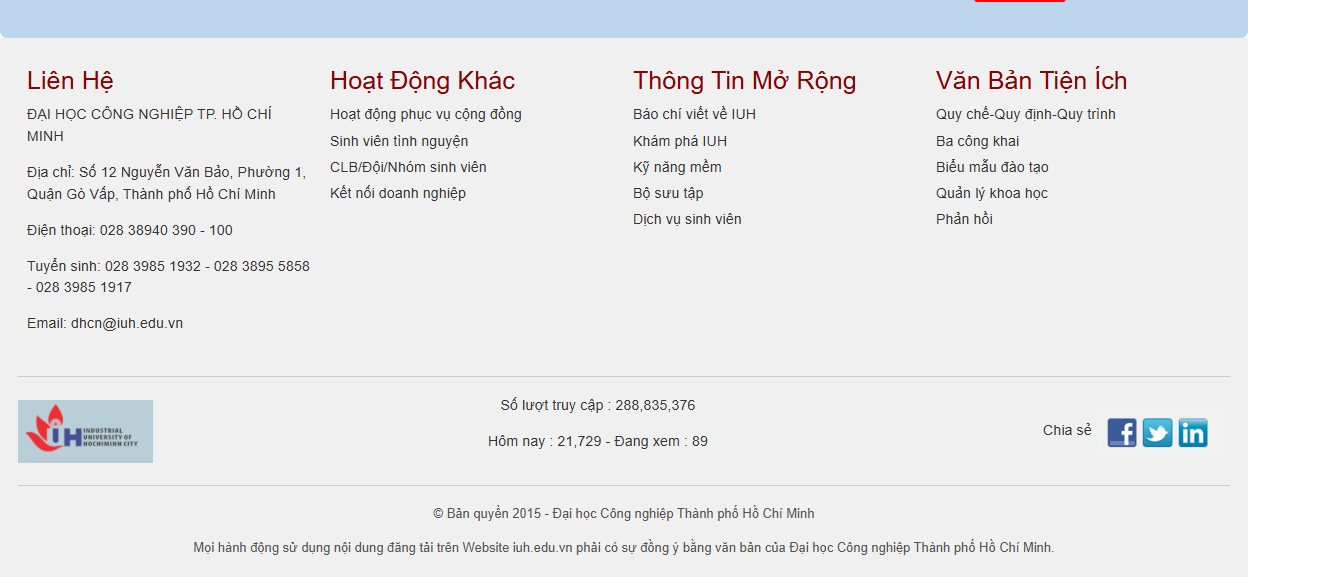 Liên Hệ
ĐẠI HỌC CÔNG NGHIỆP TP. HỒ CHÍ
MINH
Địa chỉ: Số 12 Nguyễn Văn Bảo, Phường 1,
Quận Gò Vấp, Thành phố Hồ Chí Minh
Điện thoại: 028 38940 390 - 100
Tuyển sinh: 028 3985 1932 - 028 3895 5858
- 028 3985 1917
Email: dhcn@iuh.edu.vn
Hoạt Động Khác
Hoạt động phục vụ cộng đồng
Sinh viên tình nguyện
CLB/Đội/Nhóm sinh viên
Kết nối doanh nghiệp
Thông Tin Mở Rộng
Báo chí viết về IUH
Khám phá IUH
Kỹ năng mềm
Bộ sưu tập
Dịch vụ sinh viên
Văn Bản Tiện Ích
Quy chế-Quy định-Quy trình
Ba công khai
Biểu mẫu đào tạo
Quản lý khoa học
Phản hồi
IUH INDUSTRIAL
UNIVERSITY OF
HOCHIMINH CITY
Số lượt truy cập : 288,835,376
Hôm nay : 21,729 - Đang xem : 89
Chia sẻ
© Bản quyền 2015 - Đại học Công nghiệp Thành phố Hồ Chí Minh
Mọi hành động sử dụng nội dung đăng tải trên Website iuh.edu.vn phải có sự đồng ý bằng văn bản của Đại học Công nghiệp Thành phố Hồ Chí Minh.